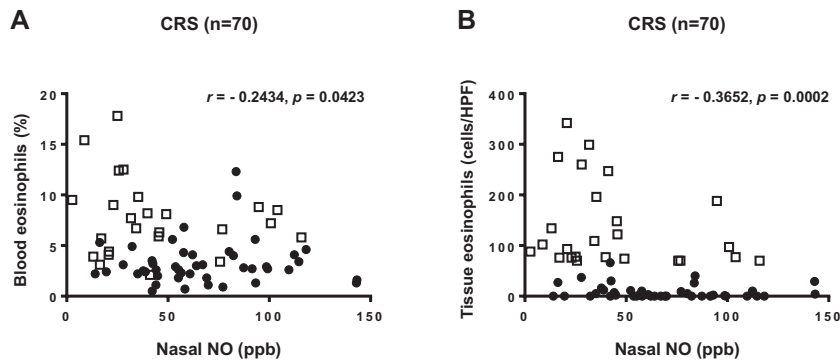 A
CRS (n=70)
r = - 0.2434, p = 0.0423
Blood eosinophils (%)
20
15
10
5
0
0 50 100 150
Nasal NO (ppb)
B
CRS (n=70)
r = - 0.3652, p = 0.0002
Tissue eosinophils (cells/HPF)
400
300
200
100
0
0 50 100 150
Nasal NO (ppb)